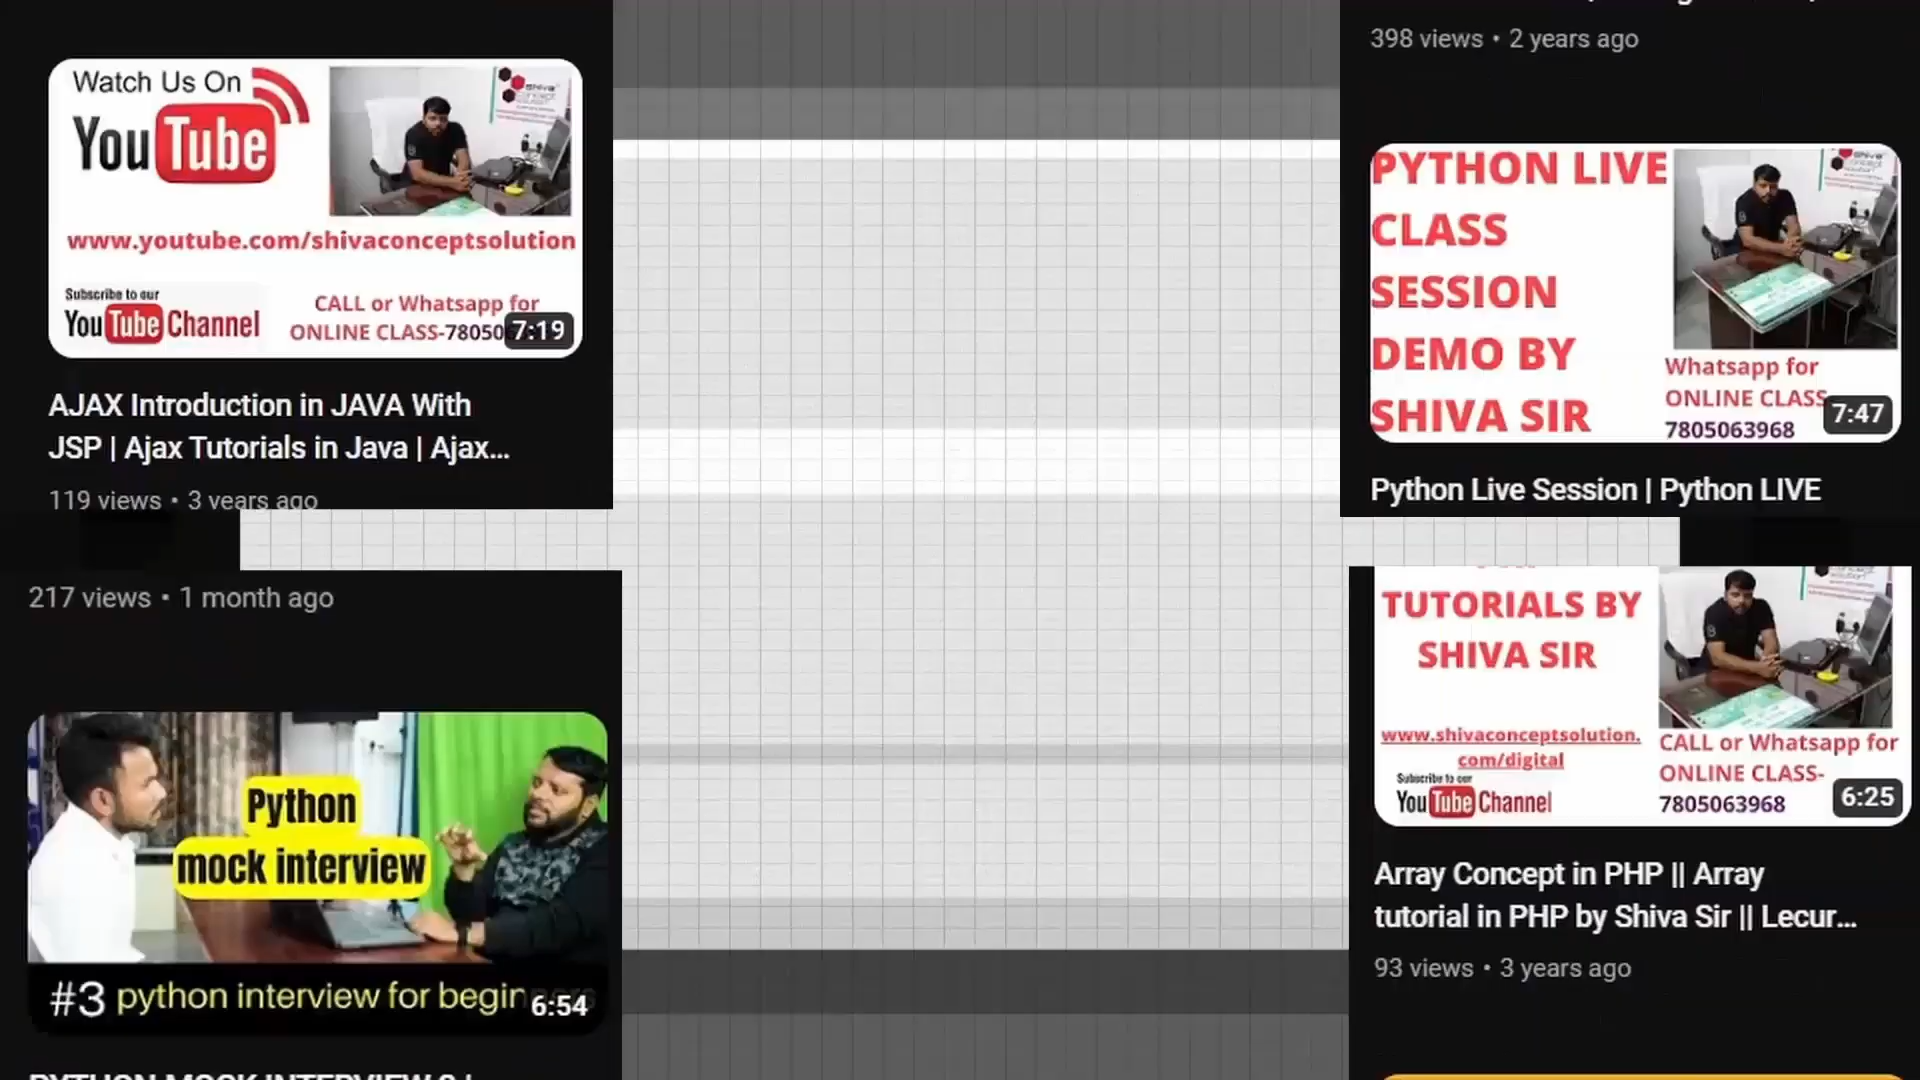 Watch Us On
YouTube
www.youtube.com/shivaconceptsolution
Subscribe to our
YouTube Channel
CALL or Whatsapp for
ONLINE CLASS-78050
7:19
AJAX Introduction in JAVA With
JSP | Ajax Tutorials in Java | Ajax...
119 views • 3 years ago
398 views • 2 years ago
PYTHON LIVE
CLASS
SESSION
DEMO BY
SHIVA SIR
Whatsapp for
ONLINE CLASS
7805063968
7:47
Python Live Session | Python LIVE
217 views • 1 month ago
Python
mock interview
#3 python interview for beginners
6:54
PYTHON MOCK INTERVIEW
TUTORIALS BY
SHIVA SIR
www.shivaconceptsolution.
com/digital
Subscribe to our
YouTube Channel
CALL or Whatsapp for
ONLINE CLASS-
7805063968
6:25
Array Concept in PHP || Array
tutorial in PHP by Shiva Sir || Lecur...
93 views • 3 years ago